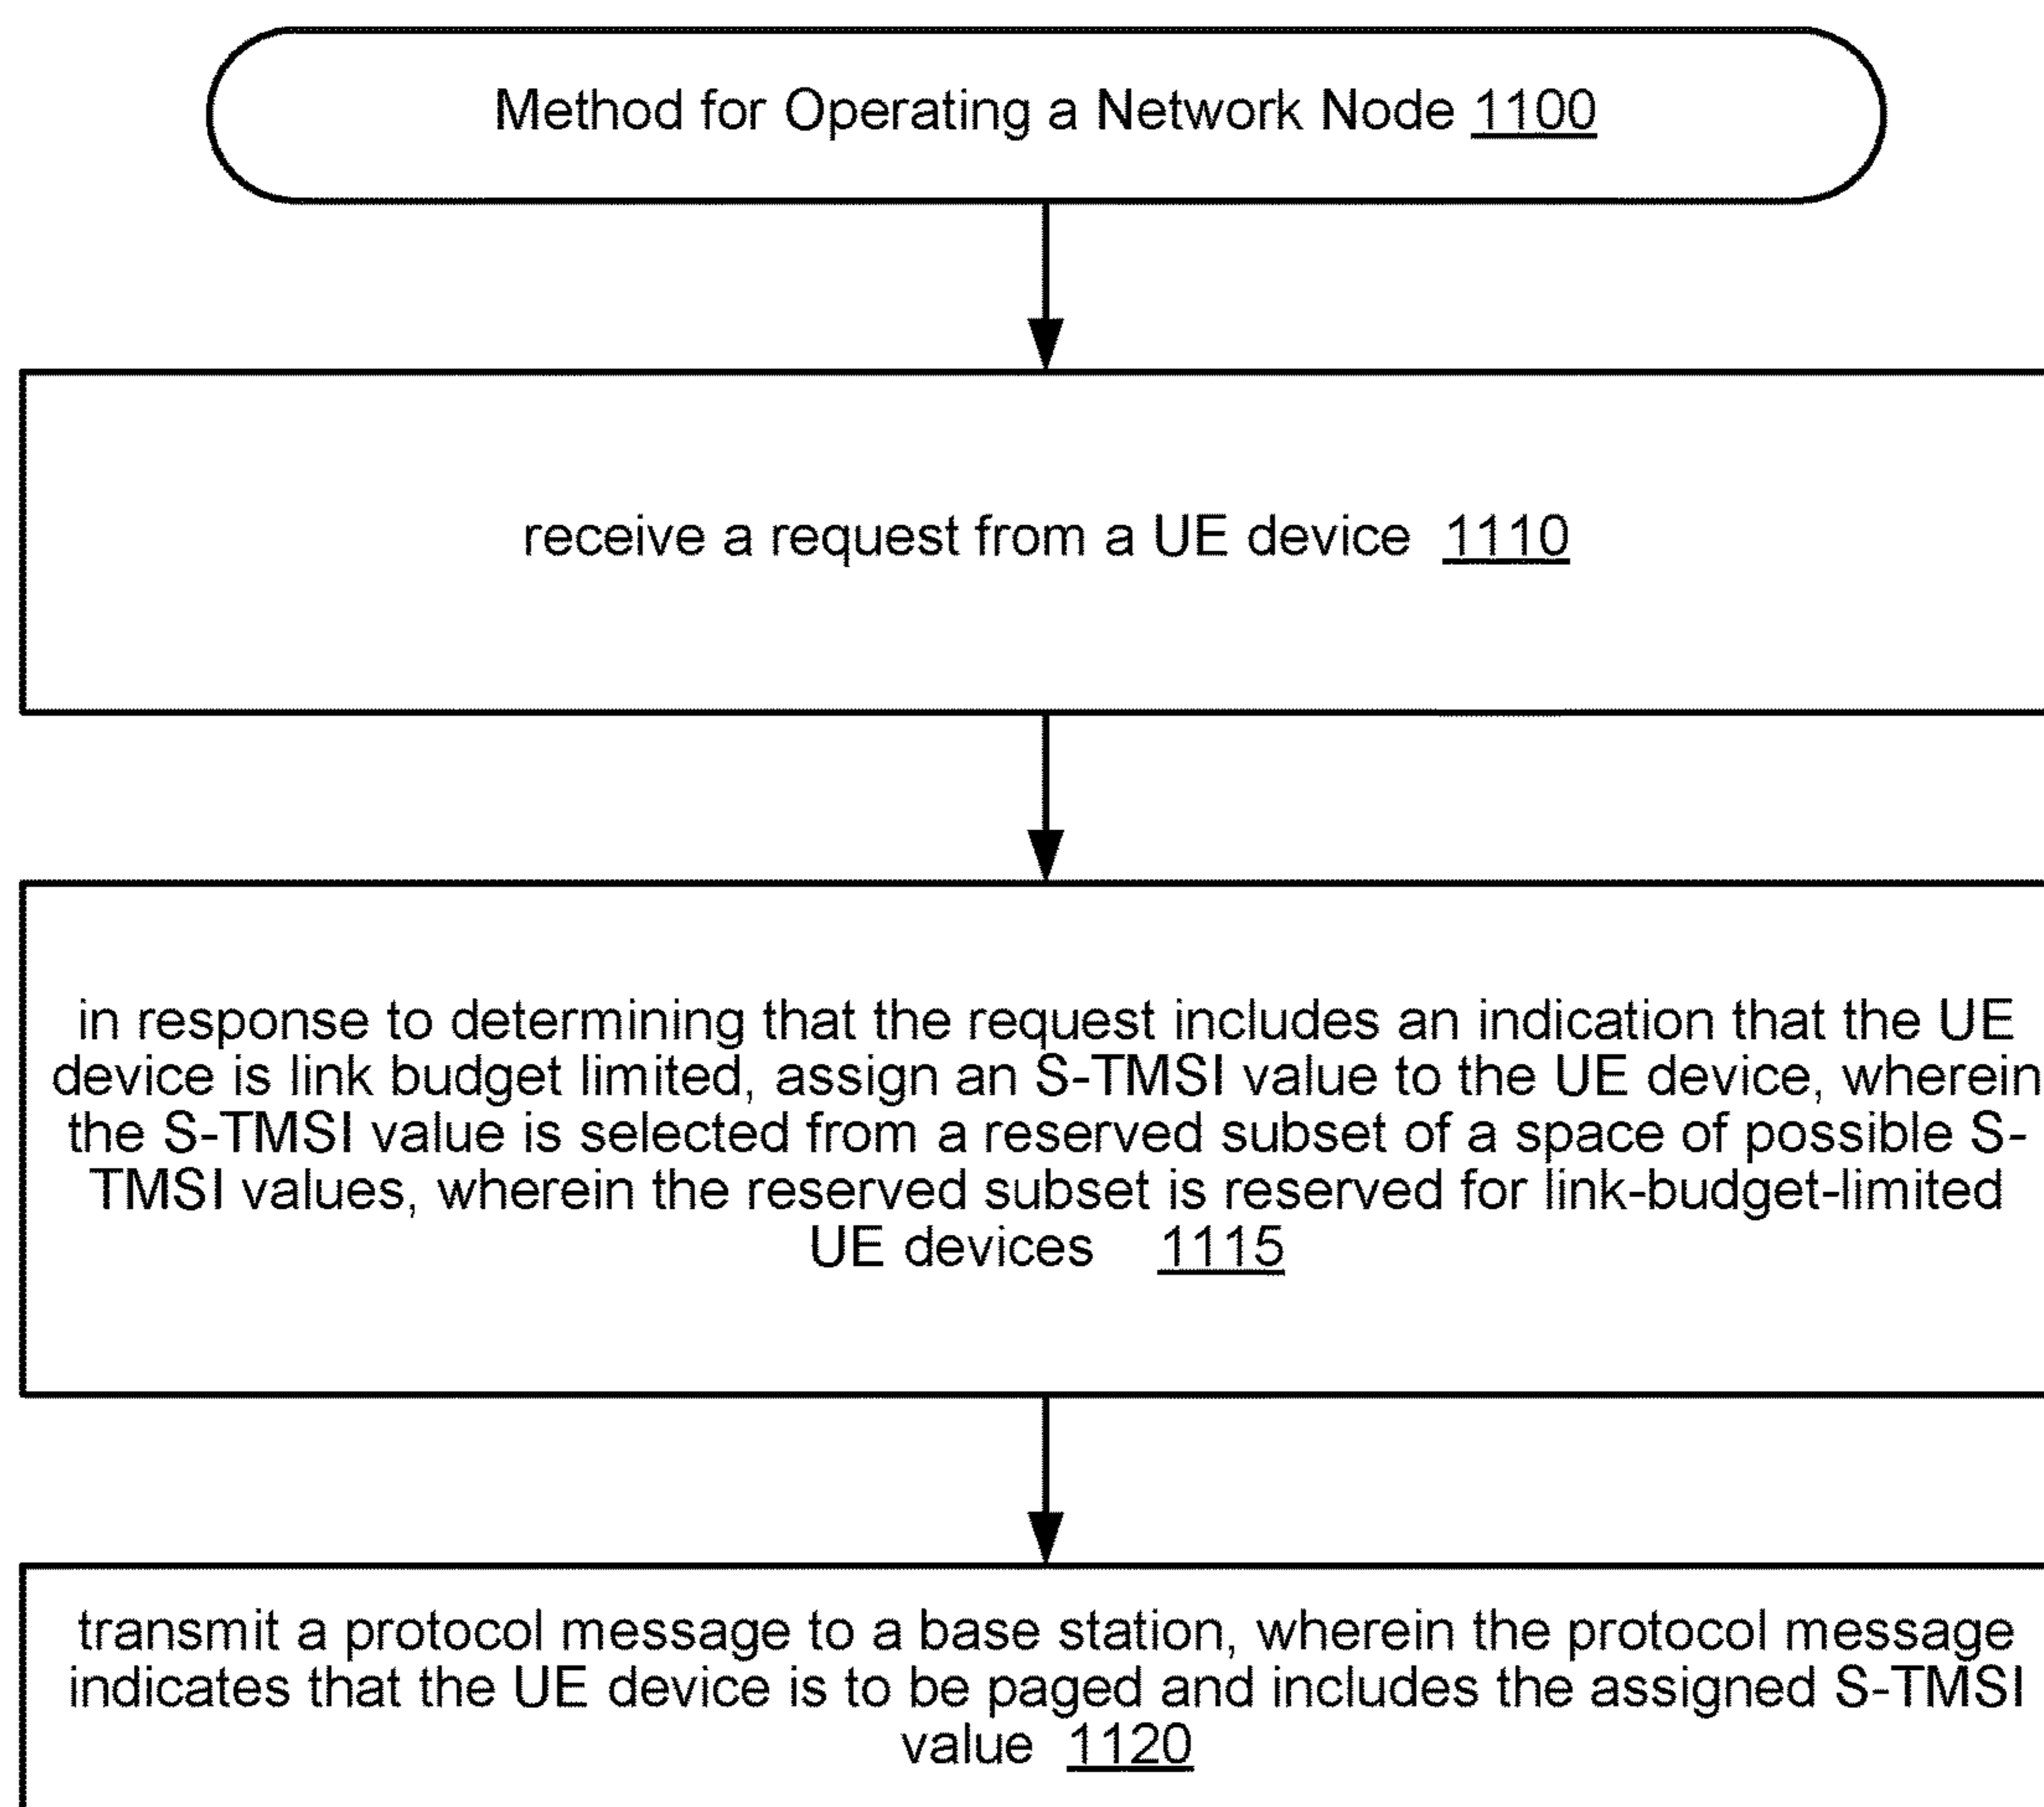 Method for Operating a Network Node 1100
receive a request from a UE device 1110
in response to determining that the request includes an indication that the UE
device is link budget limited, assign an S-TMSI value to the UE device, wherein
the S-TMSI value is selected from a reserved subset of a space of possible S-
TMSI values, wherein the reserved subset is reserved for link-budget-limited
UE devices 1115
transmit a protocol message to a base station, wherein the protocol message
indicates that the UE device is to be paged and includes the assigned S-TMSI
value 1120